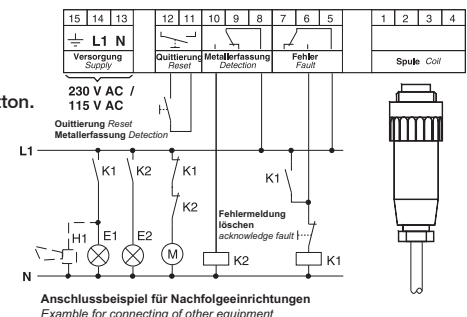 15 14 13 12 11 10 9 8 7 6 5 1 2 3 4
L1 N
Versorgung Quittierung Metallerfassung Fehler Spule Coil
Supply Reset Detection Fault
230 V AC /
115 V AC
tton.
Quittierung Reset
Metallerfassung Detection
L1
K1 K2 K1 K1
K2
Fehlermeldung
löschen
acknowledge fault
H1 E1 E2 M K2 K1
N
Anschlussbeispiel für Nachfolgeeinrichtungen
Examble for connecting of other equipment